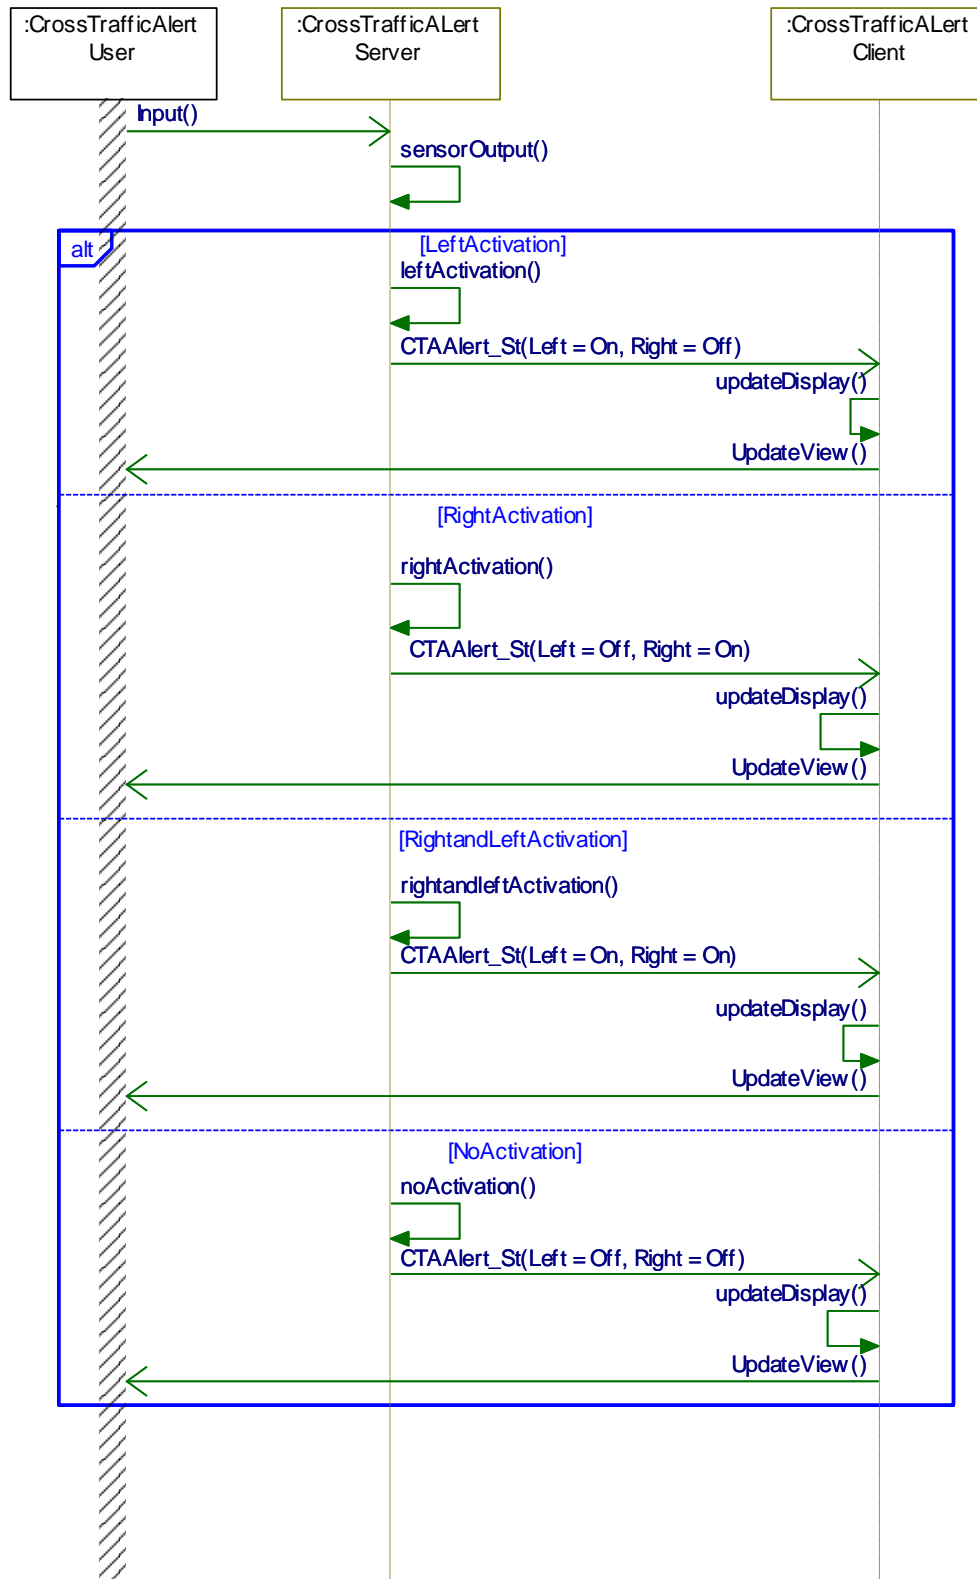 :CrossTrafficAlert
User
:CrossTrafficALert
Server
:CrossTrafficALert
Client
Input()
sensorOutput()
alt
[LeftActivation]
leftActivation()
CTAAlert_St(Left = On, Right = Off)
updateDisplay()
UpdateView()
[RightActivation]
rightActivation()
CTAAlert_St(Left = Off, Right = On)
updateDisplay()
UpdateView()
[RightandLeftActivation]
rightandleftActivation()
CTAAlert_St(Left = On, Right = On)
updateDisplay()
UpdateView()
[NoActivation]
noActivation()
CTAAlert_St(Left = Off, Right = Off)
updateDisplay()
UpdateView()